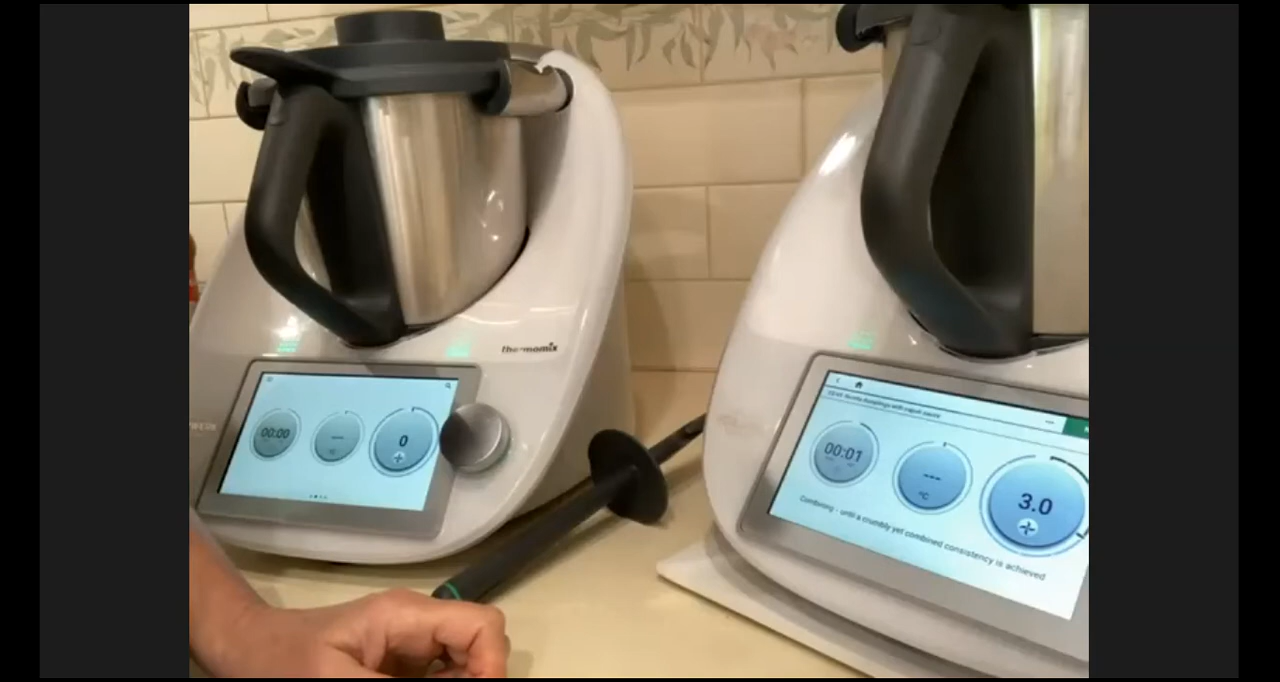 thermomix
00:00
---
°C
0
00:01
---
°C
3.0
Combining - until a crumbly yet combined consistency is achieved